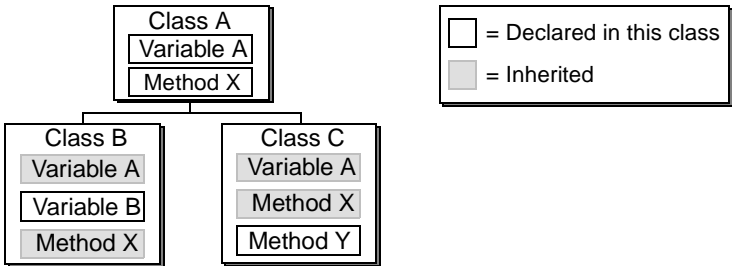 Class A
Variable A
Method X
= Declared in this class
= Inherited
Class B
Variable A
Variable B
Method X
Class C
Variable A
Method X
Method Y